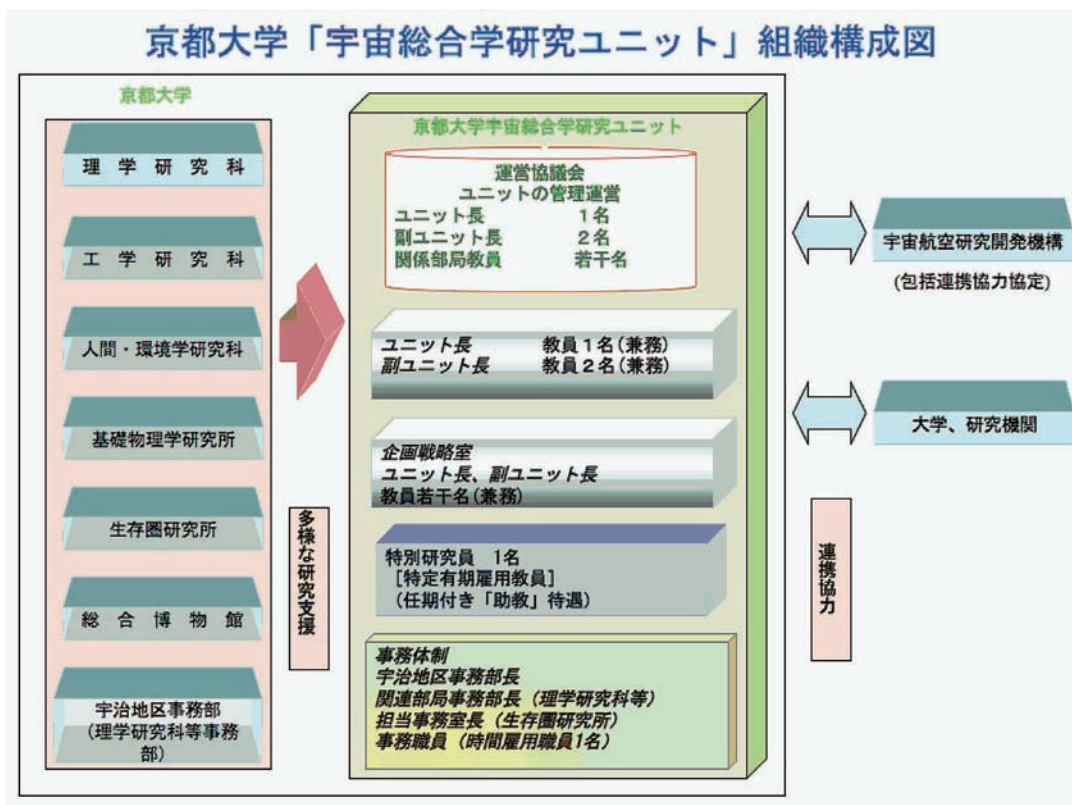 京都大学「宇宙総合学研究ユニット」組織構成図
京都大学
理学研究科
工学研究科
人間・環境学研究科
基礎物理学研究所
生存圏研究所
総合博物館
宇治地区事務部
(理学研究科等事務
部)
多様な研究支援
京都大学宇宙総合学研究ユニット
運営協議会
ユニットの管理運営
ユニット長 1名
副ユニット長 2名
関係部局教員 若干名
ユニット長 教員1名(兼務)
副ユニット長 教員2名(兼務)
企画戦略室
ユニット長、副ユニット長
教員若干名(兼務)
特別研究員 1名
[特定有期雇用教員]
(任期付き「助教」待遇)
事務体制
宇治地区事務部長
関連部局事務部長(理学研究科等)
担当事務室長(生存圏研究所)
事務職員(時間雇用職員1名)
宇宙航空研究開発機構
(包括連携協力協定)
大学、研究機関
連携協力